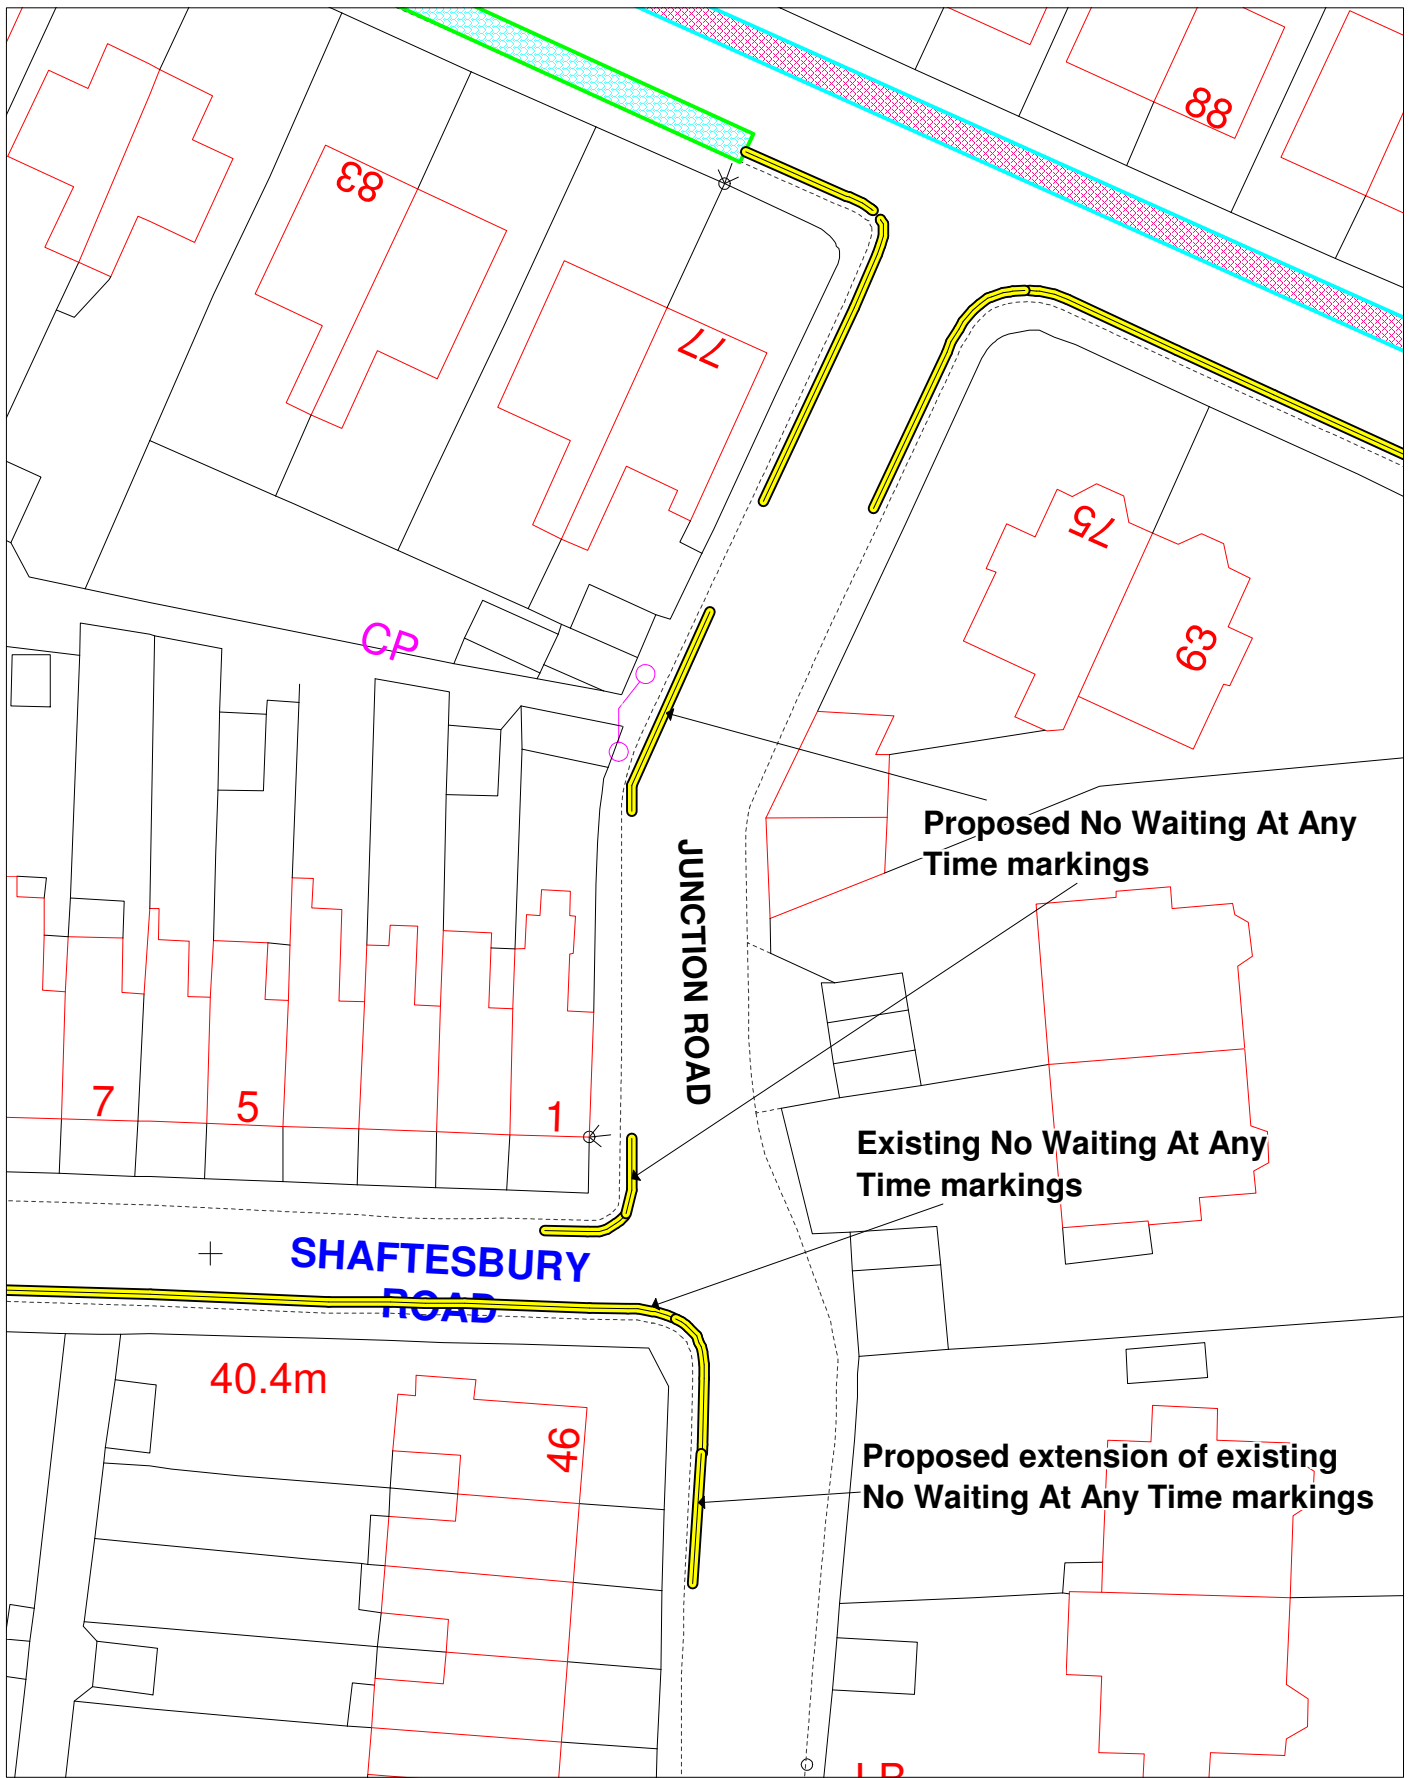 88
83
77
75
63
CP
Proposed No Waiting At Any
Time markings
JUNCTION ROAD
7
5
1
Existing No Waiting At Any
Time markings
SHAFTESBURY
ROAD
40.4m
46
Proposed extension of existing
No Waiting At Any Time markings